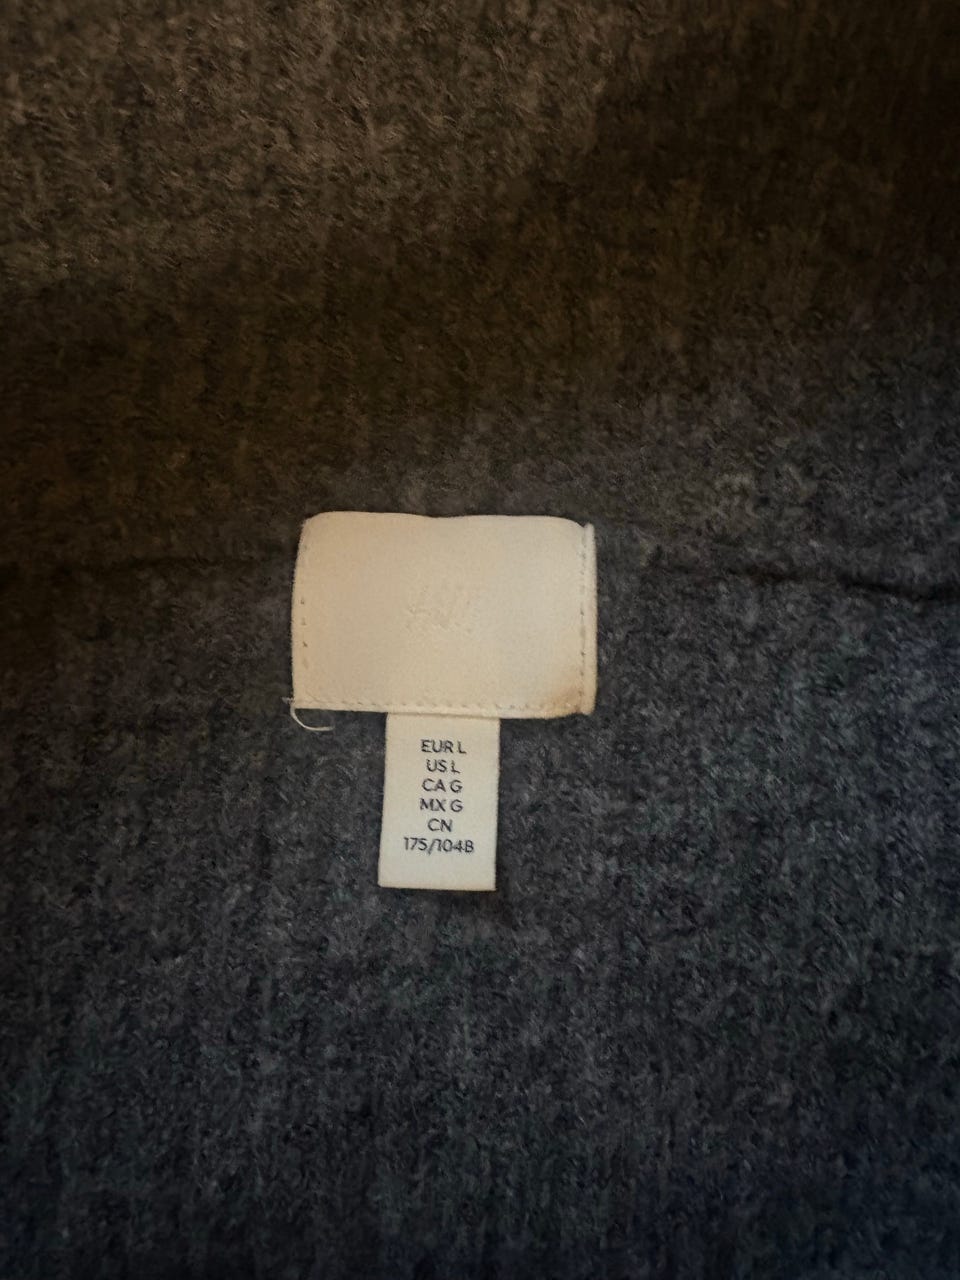 H&M
EUR L
US L
CA G
MX G
CN
175/104B